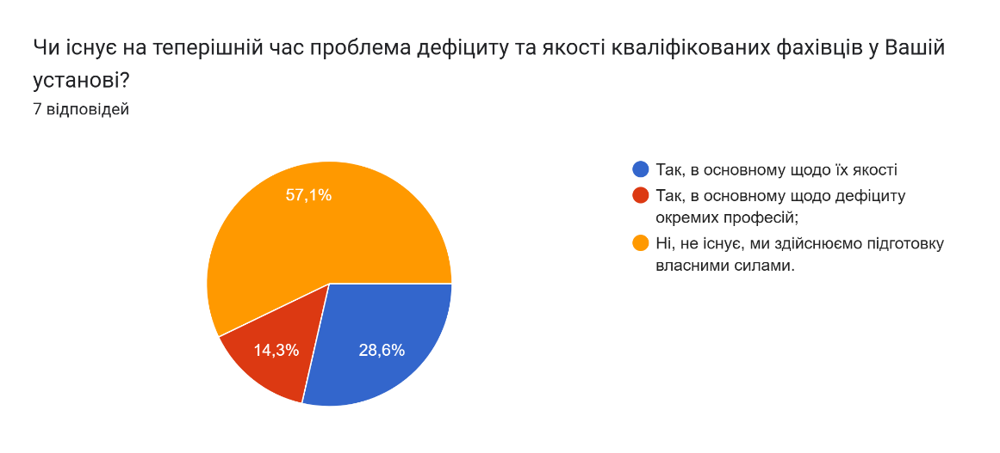 Чи існує на теперішній час проблема дефіциту та якості кваліфікованих фахівців у Вашій
установі?
7 відповідей
57,1%
14,3%
28,6%
Так, в основному щодо їх якості
Так, в основному щодо дефіциту
окремих професій;
Ні, не існує, ми здійснюємо підготовку
власними силами.